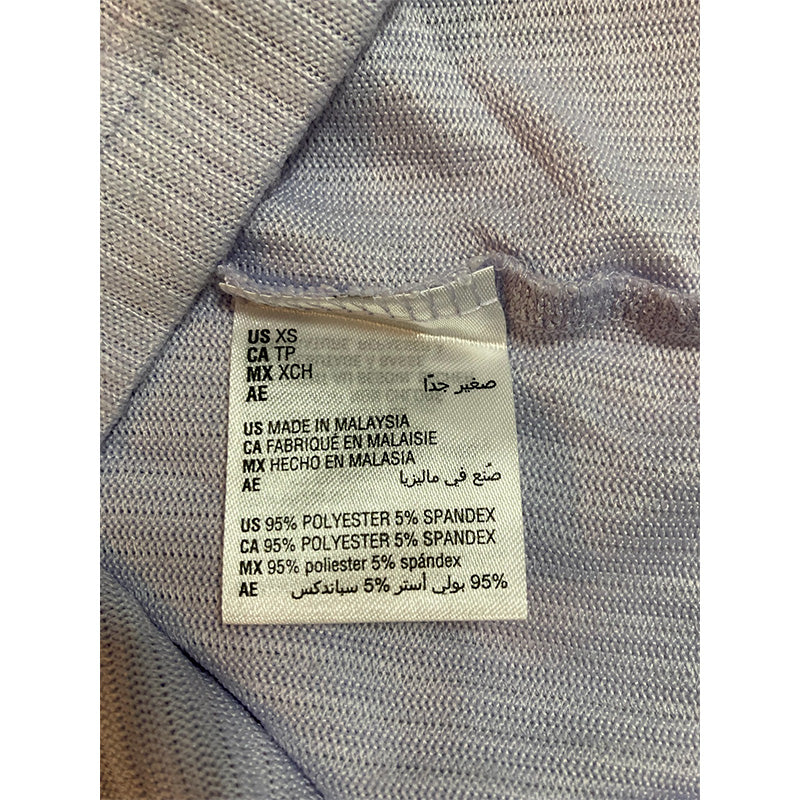 US XS
CA TP
MX XCH
AE صغير جدًا
US MADE IN MALAYSIA
CA FABRIQUÉ EN MALAISIE
MX HECHO EN MALASIA
AE صّنع في ماليزيا
US 95% POLYESTER 5% SPANDEX
CA 95% POLYESTER 5% SPANDEX
MX 95% poliester 5% spándex
AE 95% بولي أستر 5% سباندكس